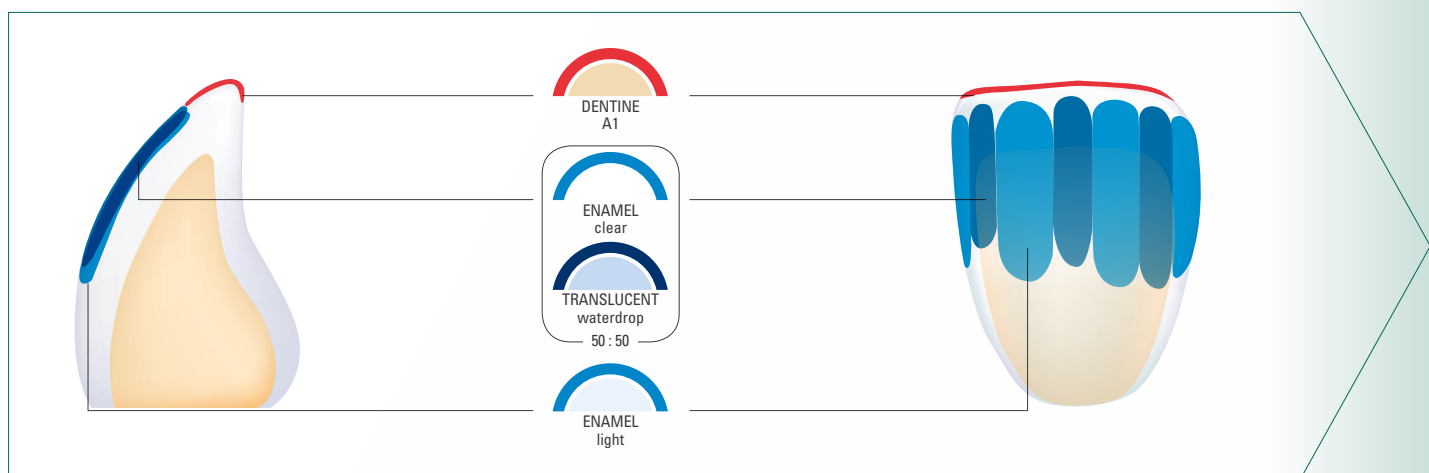 DENTINE
A1
ENAMEL
clear
TRANSLUCENT
waterdrop
50 : 50
ENAMEL
light